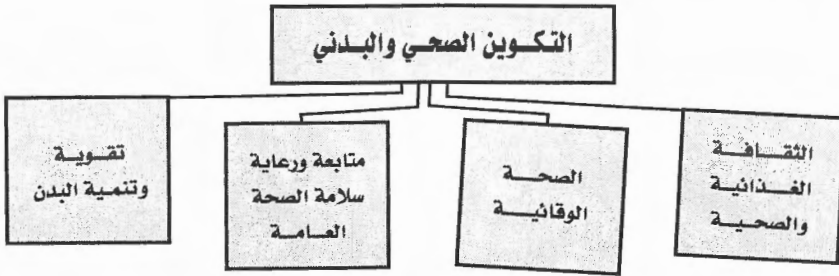 التكوين الصحي والبدني
الثقافة
الغذائية
والصحية
الصحة
الوقائية
متابعة ورعاية
سلامة الصحة
العامة
تقوية
وتنمية البدن